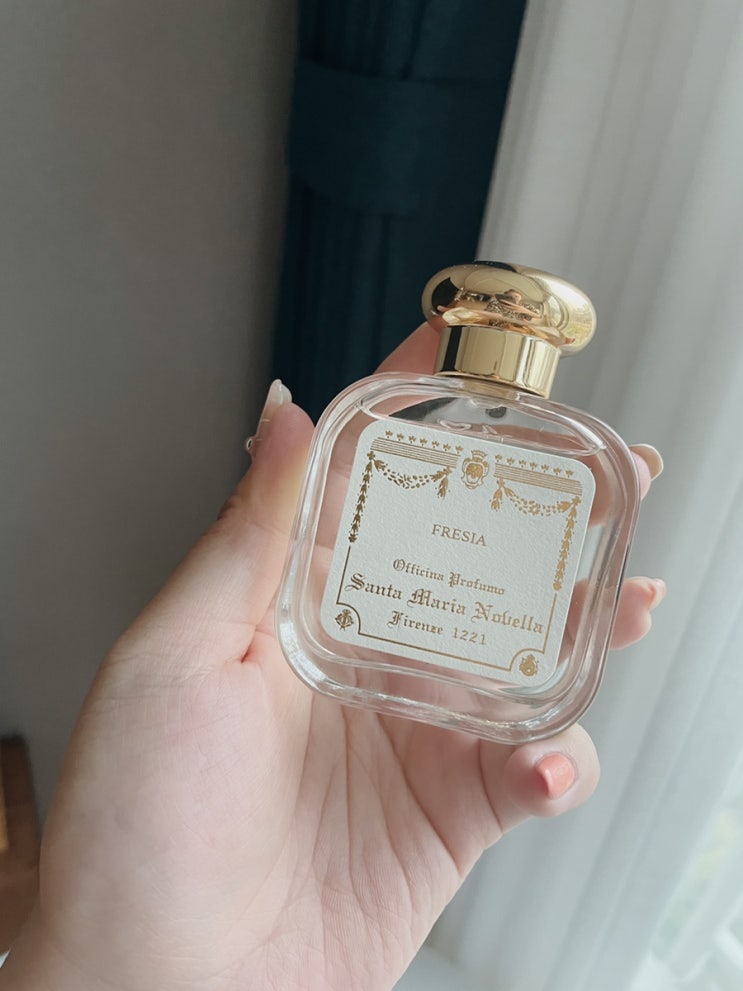 FRESIA
Officina Profumo
Santa Maria Novella
Firenze 1221